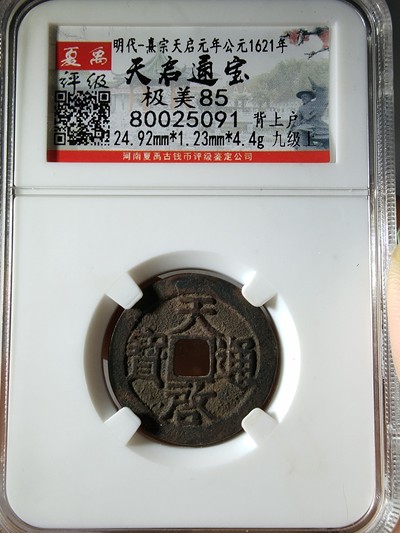 夏禹
评级
明代-熹宗天启元年公元1621年
天启通宝
极美85
80025091 背上户
24.92mm*1.23mm*4.4g 九级上
河南夏禹古钱币评级鉴定公司
天啟通寶